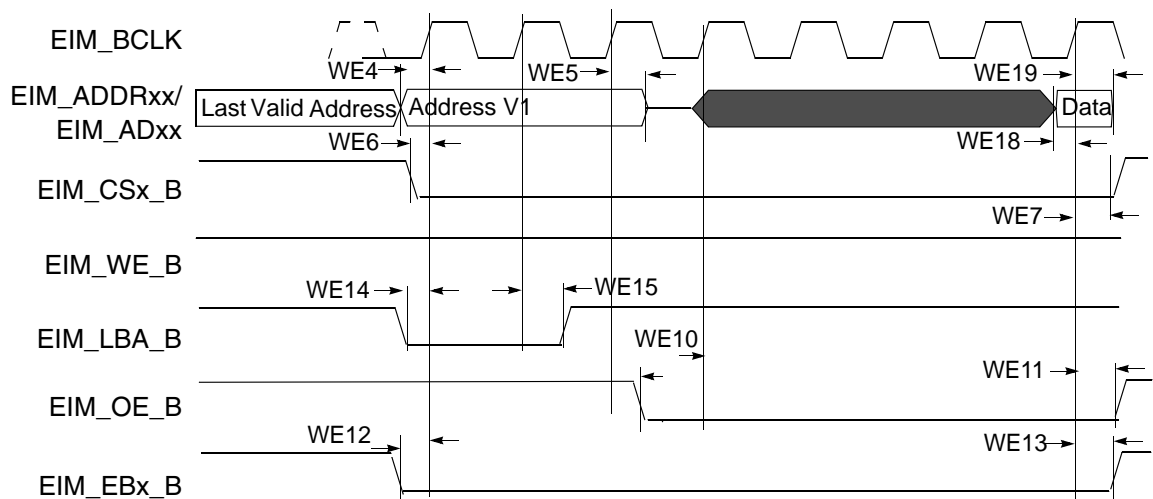 EIM_BCLK
WE4
WE5
WE19
EIM_ADDRxx/
EIM_ADxx
Last Valid Address
Address V1
Data
WE6
WE18
EIM_CSx_B
WE7
EIM_WE_B
WE14
WE15
EIM_LBA_B
WE10
WE11
EIM_OE_B
WE12
WE13
EIM_EBx_B